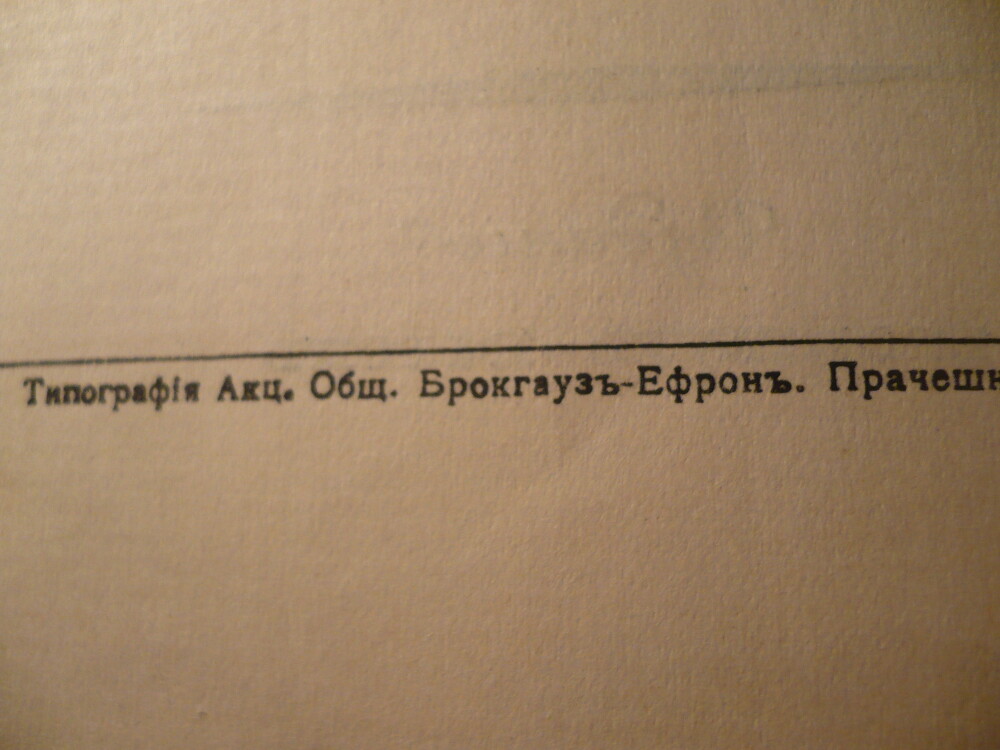 Типографія Акц. Общ. Брокгаузъ-Ефронъ. Прачешн